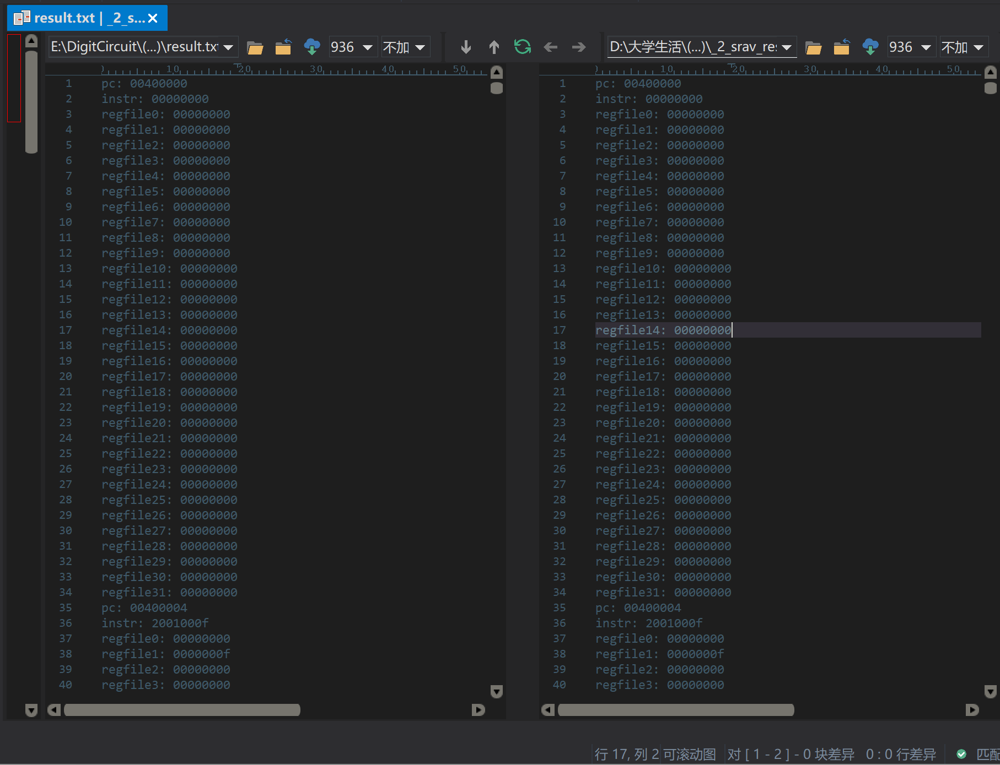 result.txt | _2_s...
E:\DigitCircuit\(...)\result.txt 936 不加 D:\大学生活\(...)\_2_srav_re 936 不加
0 10 20 30 40 50 0 10 20 30 40 50
1 pc: 00400000 1 pc: 00400000
2 instr: 00000000 2 instr: 00000000
3 regfile0: 00000000 3 regfile0: 00000000
4 regfile1: 00000000 4 regfile1: 00000000
5 regfile2: 00000000 5 regfile2: 00000000
6 regfile3: 00000000 6 regfile3: 00000000
7 regfile4: 00000000 7 regfile4: 00000000
8 regfile5: 00000000 8 regfile5: 00000000
9 regfile6: 00000000 9 regfile6: 00000000
10 regfile7: 00000000 10 regfile7: 00000000
11 regfile8: 00000000 11 regfile8: 00000000
12 regfile9: 00000000 12 regfile9: 00000000
13 regfile10: 00000000 13 regfile10: 00000000
14 regfile11: 00000000 14 regfile11: 00000000
15 regfile12: 00000000 15 regfile12: 00000000
16 regfile13: 00000000 16 regfile13: 00000000
17 regfile14: 00000000 17 regfile14: 00000000
18 regfile15: 00000000 18 regfile15: 00000000
19 regfile16: 00000000 19 regfile16: 00000000
20 regfile17: 00000000 20 regfile17: 00000000
21 regfile18: 00000000 21 regfile18: 00000000
22 regfile19: 00000000 22 regfile19: 00000000
23 regfile20: 00000000 23 regfile20: 00000000
24 regfile21: 00000000 24 regfile21: 00000000
25 regfile22: 00000000 25 regfile22: 00000000
26 regfile23: 00000000 26 regfile23: 00000000
27 regfile24: 00000000 27 regfile24: 00000000
28 regfile25: 00000000 28 regfile25: 00000000
29 regfile26: 00000000 29 regfile26: 00000000
30 regfile27: 00000000 30 regfile27: 00000000
31 regfile28: 00000000 31 regfile28: 00000000
32 regfile29: 00000000 32 regfile29: 00000000
33 regfile30: 00000000 33 regfile30: 00000000
34 regfile31: 00000000 34 regfile31: 00000000
35 pc: 00400004 35 pc: 00400004
36 instr: 2001000f 36 instr: 2001000f
37 regfile0: 00000000 37 regfile0: 00000000
38 regfile1: 0000000f 38 regfile1: 0000000f
39 regfile2: 00000000 39 regfile2: 00000000
40 regfile3: 00000000 40 regfile3: 00000000
行 17, 列 2 可滚动图 对 [ 1 - 2 ] - 0 块差异 0 : 0 行差异 匹配